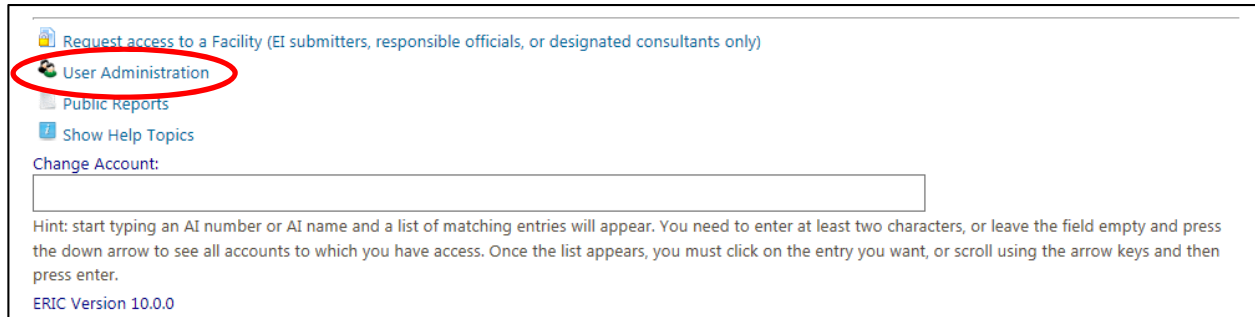 Request access to a Facility (EI submitters, responsible officials, or designated consultants only)
User Administration
Public Reports
Show Help Topics
Change Account:
Hint: start typing an AI number or AI name and a list of matching entries will appear. You need to enter at least two characters, or leave the field empty and press
the down arrow to see all accounts to which you have access. Once the list appears, you must click on the entry you want, or scroll using the arrow keys and then
press enter.
ERIC Version 10.0.0